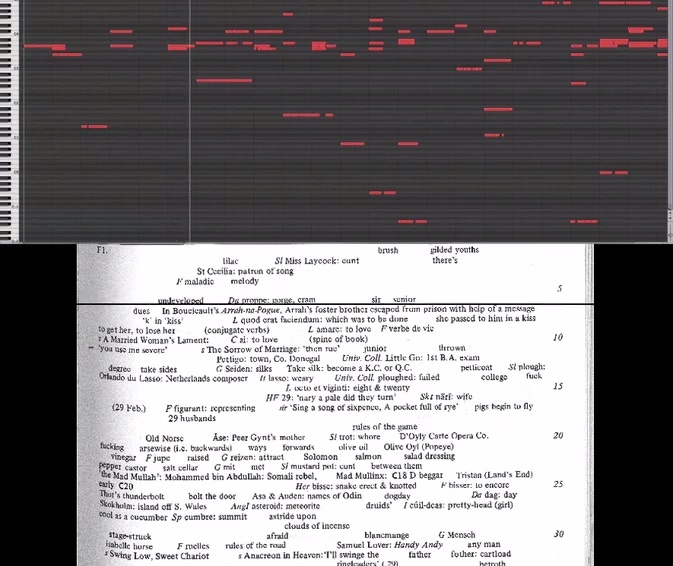 F1. brush gilded youths
lilac Sl Miss Laycock: cunt there's
St Cecilia: patron of song
F maladie melody
5
undeveloped Da proppe: gorge, cram sir senior
dues In Boucicault's Arrah-na-Pogue, Arrah's foster brother escaped from prison with help of a message
'k' in 'kiss' L quod erat faciendum: which was to be done she passed to him in a kiss
to get her, to lose her (conjugate verbs) L amare: to love F verbe de vie
s A Married Woman's Lament: C ai: to love (spine of book) 10
'you use me severe' s The Sorrow of Marriage: 'then rue' junior thrown
Pettigo: town, Co. Donegal Univ. Coll. Little Go: 1st B.A. exam
degree take sides G Seiden: silks Take silk: become a K.C. or Q.C. petticoat Sl plough:
Orlando du Lasso: Netherlands composer It lasso: weary Univ. Coll. ploughed: failed college fuck
L octo et viginti: eight & twenty 15
HF 29: 'nary a pale did they turn' Skt nārī: wife
(29 Feb.) F figurant: representing nr 'Sing a song of sixpence, A pocket full of rye' pigs begin to fly
29 husbands
rules of the game
Old Norse Åse: Peer Gynt's mother Sl trot: whore D'Oyly Carte Opera Co. 20
fucking arsewise (i.e. backwards) ways forwards olive oil Olive Oyl (Popeye)
vinegar F jupe raised G reizen: attract Solomon salmon salad dressing
pepper castor salt cellar G mit met Sl mustard pot: cunt between them
'the Mad Mullah': Mohammed bin Abdullah: Somali rebel, Mad Mullinx: C18 D beggar Tristan (Land's End)
early C20 Her bisse: snake erect & knotted F bisser: to encore 25
That's thunderbolt bolt the door Asa & Auden: names of Odin dogday Da dag: day
Skokholm: island off S. Wales Angl asteroid: meteorite druids' I cúil-deas: pretty-head (girl)
cool as a cucumber Sp cumbre: summit astride upon
clouds of incense
stage-struck afraid blancmange G Mensch 30
isabelle horse F ruelles rules of the road Samuel Lover: Handy Andy any man
s Swing Low, Sweet Chariot s Anacreon in Heaven: 'I'll swinge the father fother: cartload
ringleaders' (.29) betroth